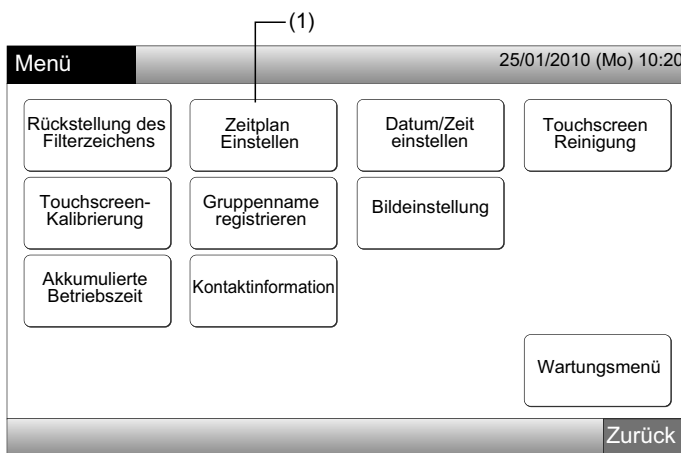 (1)
Menü
25/01/2010 (Mo) 10:20
Rückstellung des
Filterzeichens
Zeitplan
Einstellen
Datum/Zeit
einstellen
Touchscreen
Reinigung
Touchscreen-
Kalibrierung
Gruppenname
registrieren
Bildeinstellung
Akkumulierte
Betriebszeit
Kontaktinformation
Wartungsmenü
Zurück